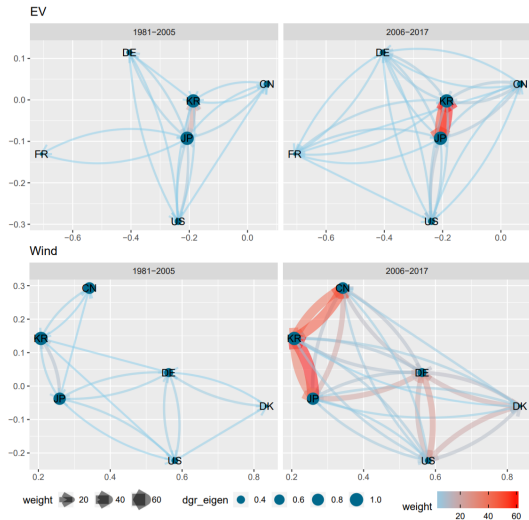 EV
1981−2005 2006−2017
0.1
0.0
−0.1
−0.2
−0.3
DE CN KR JP FR US
DE CN KR JP FR US
−0.6 −0.4 −0.2 0.0 −0.6 −0.4 −0.2 0.0
Wind
1981−2005 2006−2017
0.3
0.2
0.1
0.0
−0.1
−0.2
CN KR DE JP DK US
CN KR DE JP DK US
0.2 0.4 0.6 0.8 0.2 0.4 0.6 0.8
weight 20 40 60 dgr_eigen 0.4 0.6 0.8 1.0 weight
20 40 60